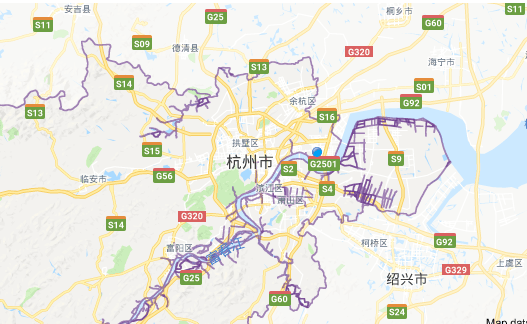 安吉县
S11
G25
桐乡市
G60
S11
S09
德清县
G320
海宁市
S13
S14
S01
余杭区
G92
S13
S16
拱墅区
S15
杭州市
S9
G56
S2
G2501
临安市
滨江区
S4
萧山区
G320
S14
富阳区
柯桥区
G92
上虞区
G25
绍兴市
G329
G60
S24
Map data